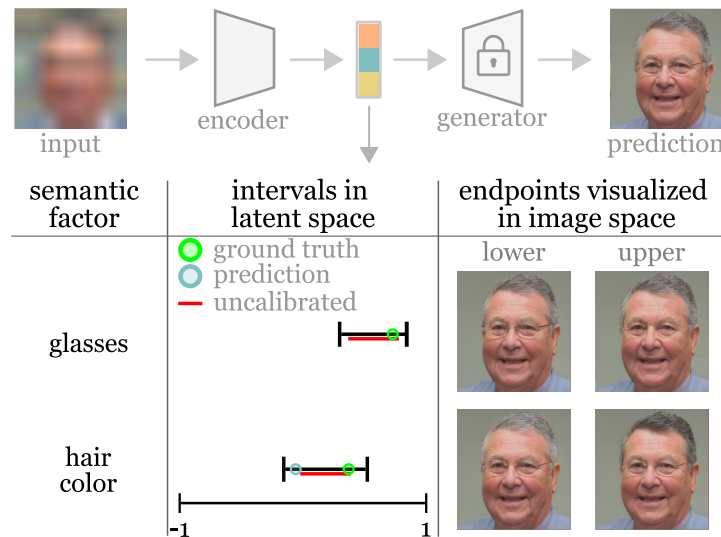 input
encoder
generator
prediction
semantic
factor
intervals in
latent space
endpoints visualized
in image space
ground truth
prediction
uncalibrated
lower
upper
glasses
hair
color
-1
1